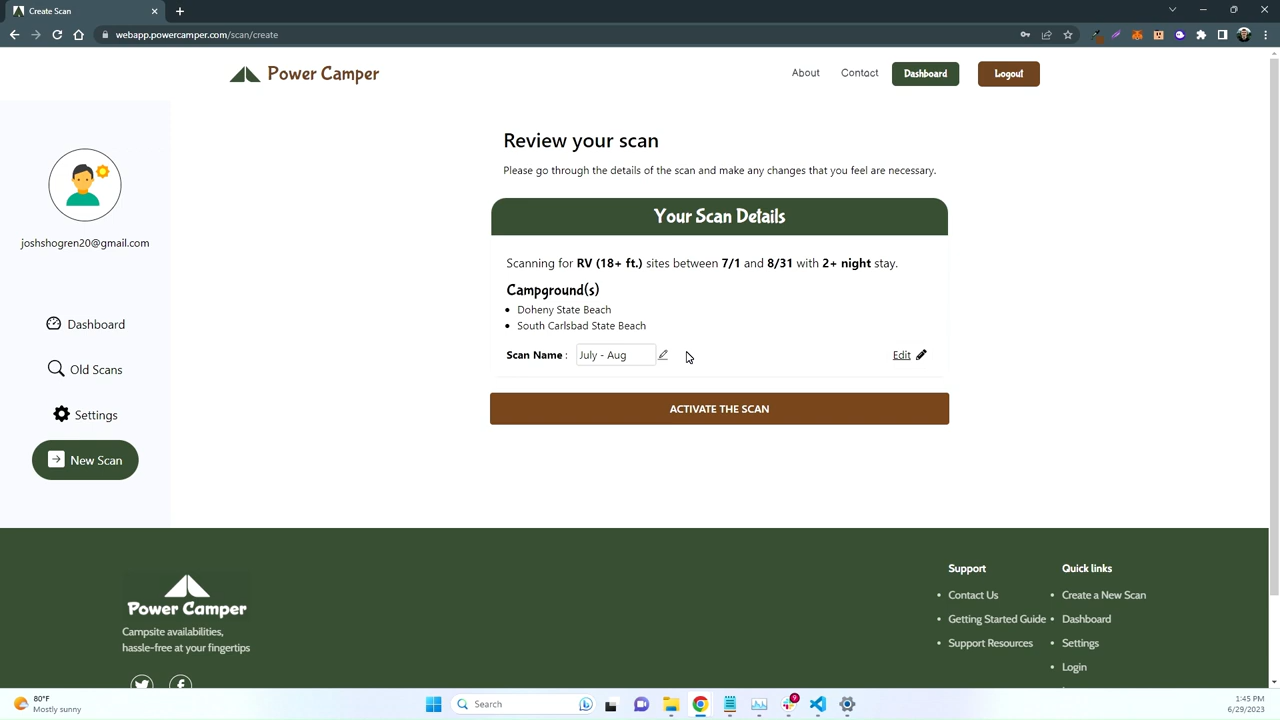 Create Scan
webapp.powercamper.com/scan/create
Power Camper
About
Contact
Dashboard
Logout
joshshogren20@gmail.com
Dashboard
Old Scans
Settings
New Scan
Review your scan
Please go through the details of the scan and make any changes that you feel are necessary.
Your Scan Details
Scanning for RV (18+ ft.) sites between 7/1 and 8/31 with 2+ night stay.
Campground(s)
Doheny State Beach
South Carlsbad State Beach
Scan Name :
July - Aug
Edit
ACTIVATE THE SCAN
Power Camper
Campsite availabilities,
hassle-free at your fingertips
Support
Contact Us
Getting Started Guide
Support Resources
Quick links
Create a New Scan
Dashboard
Settings
Login
80°F
Mostly sunny
Search
9
1:45 PM
6/29/2023